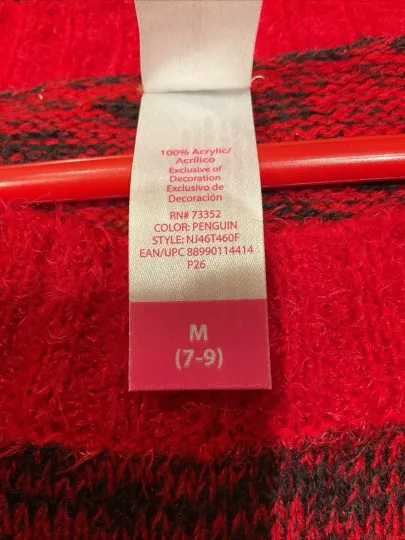 100% Acrylic/
Acrílico
Exclusive of
Decoration
Exclusivo de
Decoración
RN# 73352
COLOR: PENGUIN
STYLE: NJ46T460F
EAN/UPC 88990114414
P26
M
(7-9)